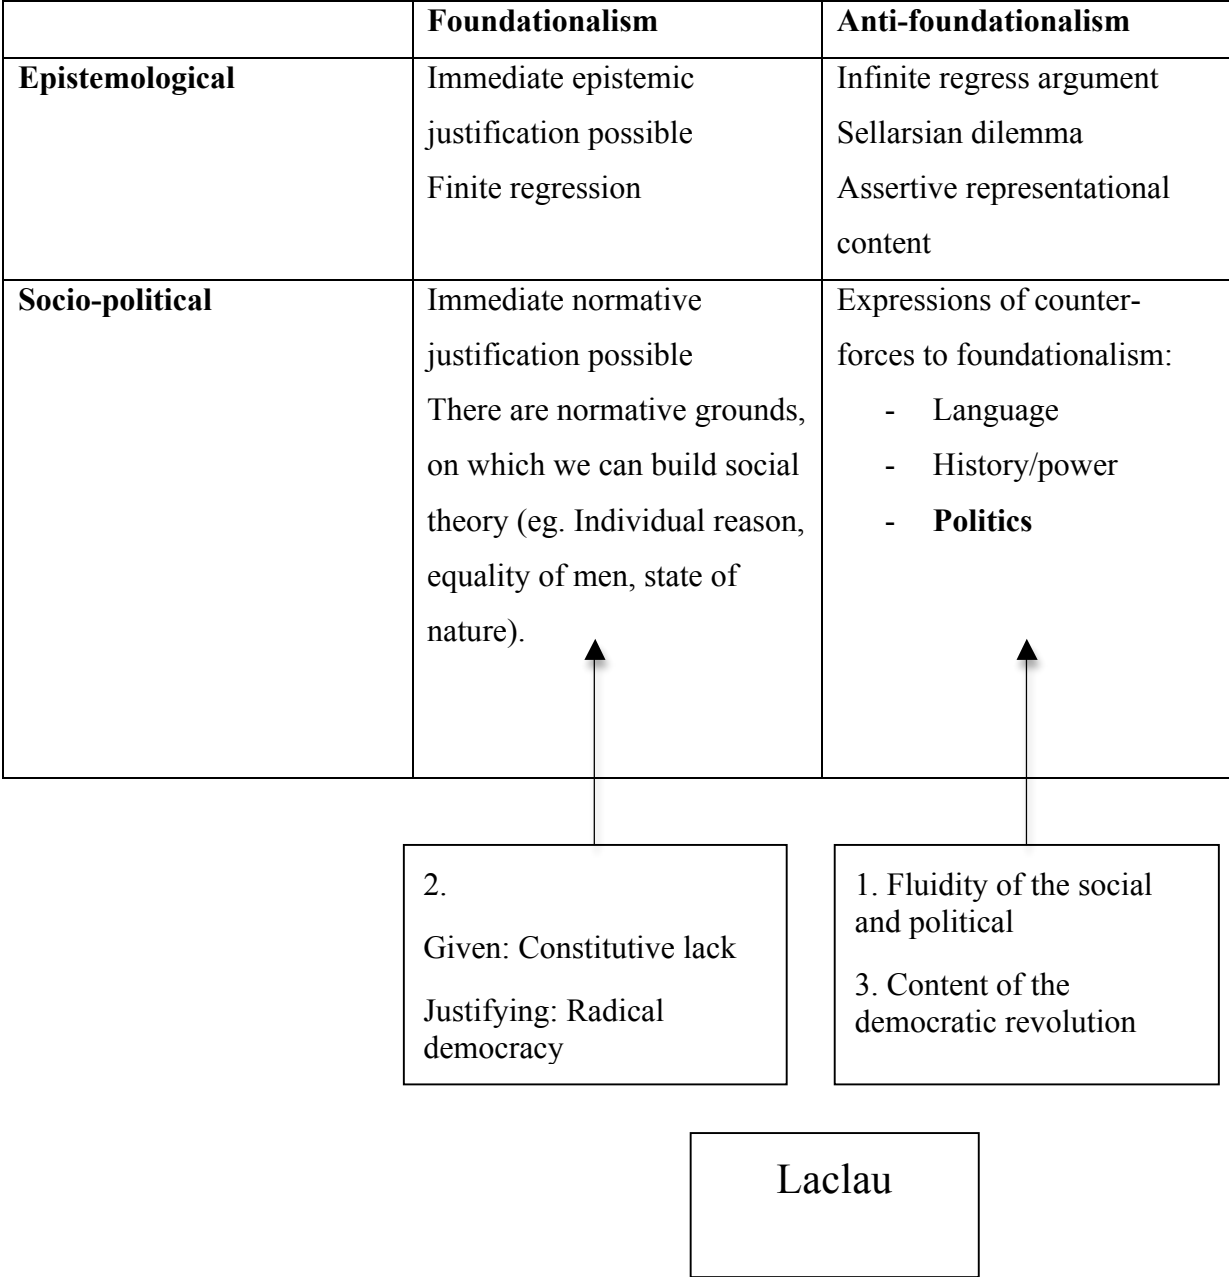 Foundationalism
Anti-foundationalism
Epistemological
Immediate epistemic
justification possible
Finite regression
Infinite regress argument
Sellarsian dilemma
Assertive representational
content
Socio-political
Immediate normative
justification possible
There are normative grounds,
on which we can build social
theory (eg. Individual reason,
equality of men, state of
nature).
Expressions of counter-
forces to foundationalism:
- Language
- History/power
- Politics
2.
Given: Constitutive lack
Justifying: Radical
democracy
1. Fluidity of the social
and political
3. Content of the
democratic revolution
Laclau